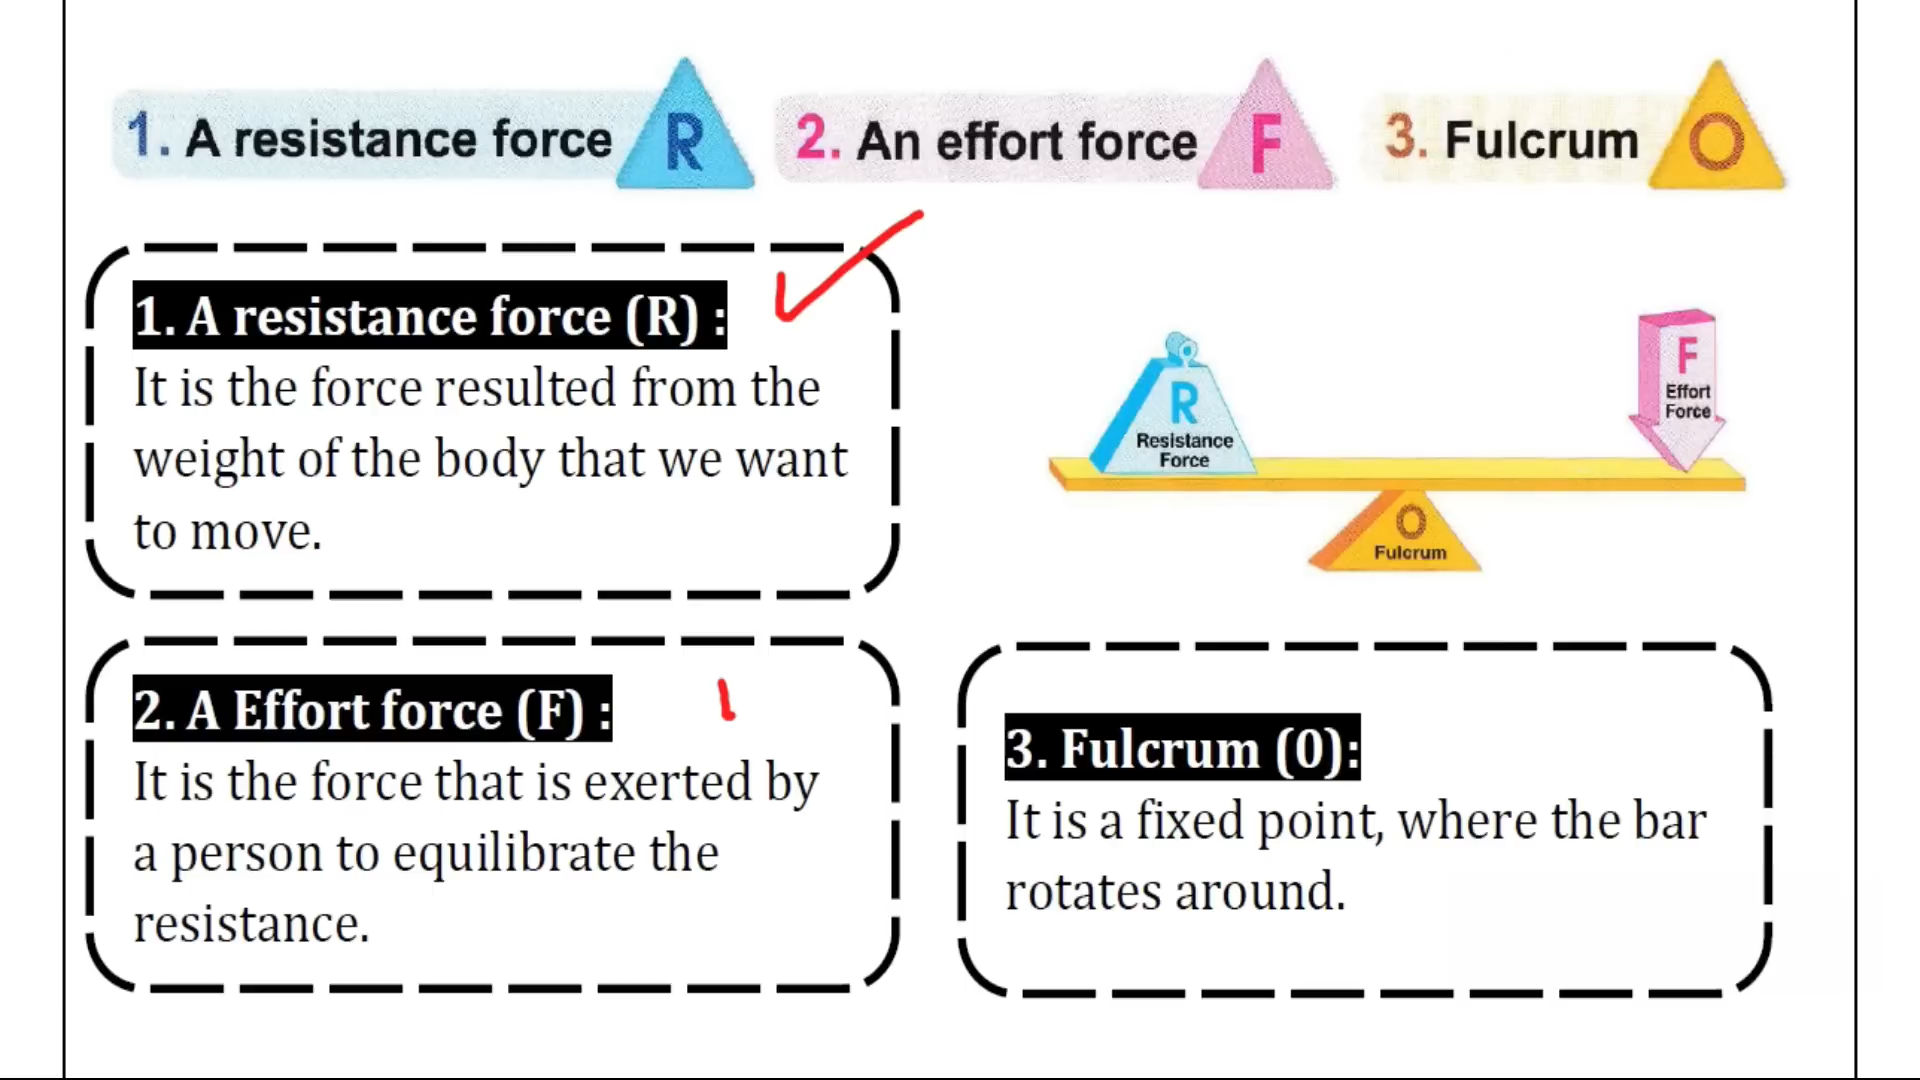 1. A resistance force R
2. An effort force F
3. Fulcrum O
1. A resistance force (R) :
It is the force resulted from the
weight of the body that we want
to move.
R
Resistance
Force
F
Effort
Force
O
Fulcrum
2. A Effort force (F) :
It is the force that is exerted by
a person to equilibrate the
resistance.
3. Fulcrum (0):
It is a fixed point, where the bar
rotates around.